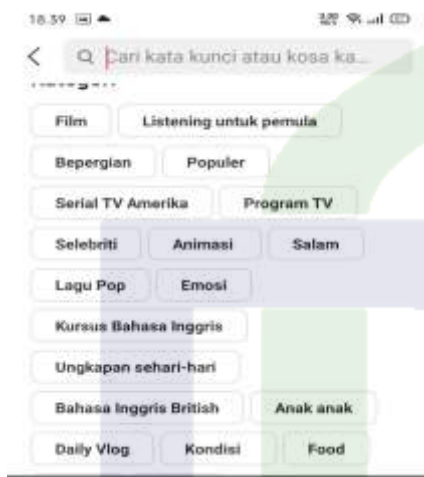 18.39
Cari kata kunci atau kosa ka...
Film Listening untuk pemula
Bepergian Populer
Serial TV Amerika Program TV
Selebriti Animasi Salam
Lagu Pop Emosi
Kursus Bahasa Inggris
Ungkapan sehari-hari
Bahasa Inggris British Anak anak
Daily Vlog Kondisi Food